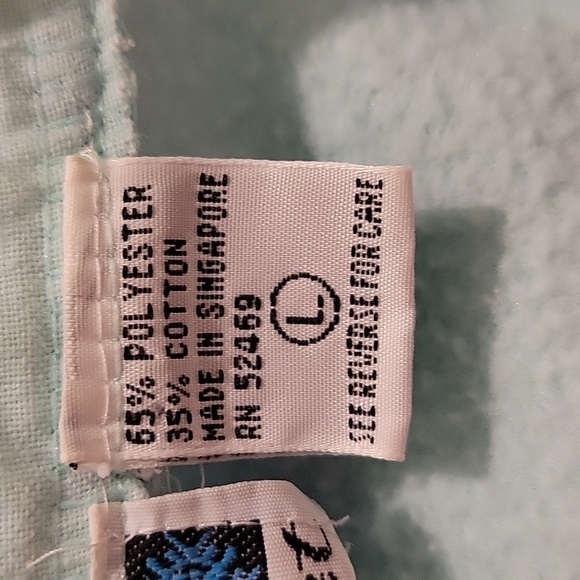 65% POLYESTER
35% COTTON
MADE IN SINGAPORE
RN 52469
L
SEE REVERSE FOR CARE